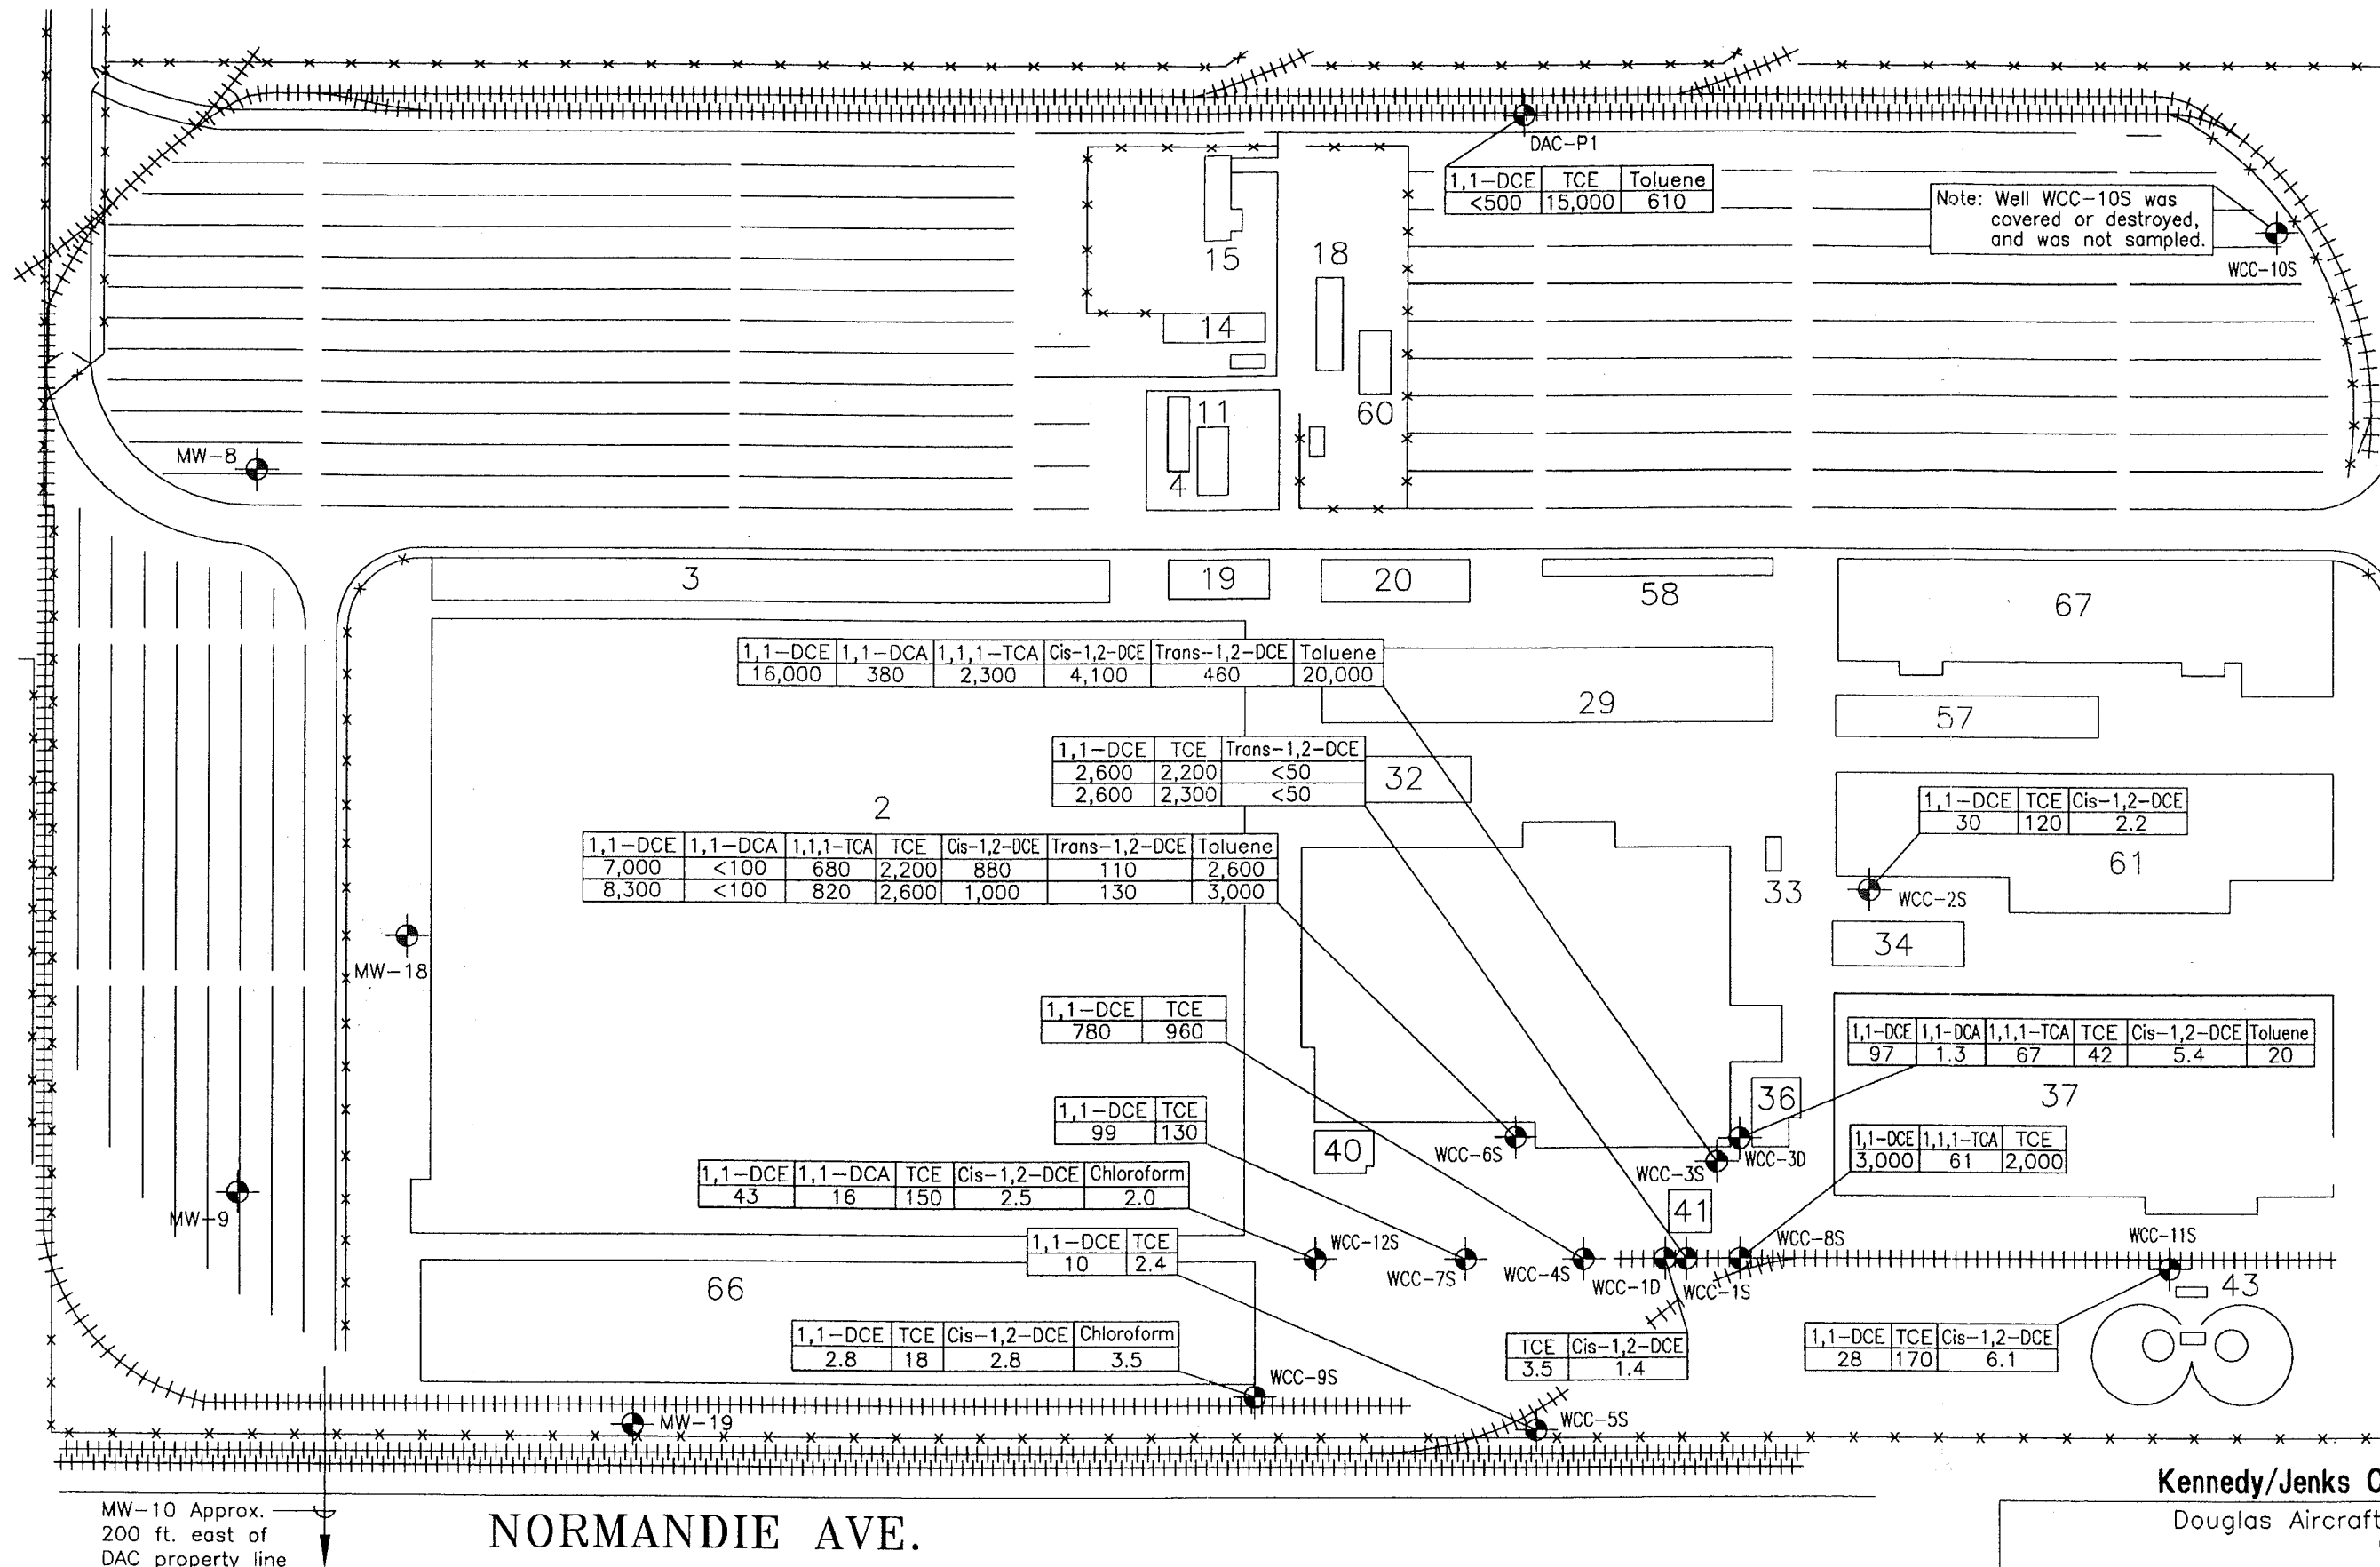 DAC-P1
1,1-DCE TCE Toluene
<500 15,000 610
Note: Well WCC-10S was
covered or destroyed,
and was not sampled.
WCC-10S
15
18
14
60
11
4
MW-8
3
19
20
58
67
1,1-DCE 1,1-DCA 1,1,1-TCA Cis-1,2-DCE Trans-1,2-DCE Toluene
16,000 380 2,300 4,100 460 20,000
29
57
1,1-DCE TCE Trans-1,2-DCE
2,600 2,200 <50
2,600 2,300 <50
32
2
1,1-DCE TCE Cis-1,2-DCE
30 120 2.2
61
1,1-DCE 1,1-DCA 1,1,1-TCA TCE Cis-1,2-DCE Trans-1,2-DCE Toluene
7,000 <100 680 2,200 880 110 2,600
8,300 <100 820 2,600 1,000 130 3,000
33
WCC-2S
34
MW-18
1,1-DCE TCE
780 960
1,1-DCE 1,1-DCA 1,1,1-TCA TCE Cis-1,2-DCE Toluene
97 1.3 67 42 5.4 20
36
37
1,1-DCE TCE
99 130
40
WCC-6S
WCC-3S
WCC-3D
1,1-DCE 1,1,1-TCA TCE
3,000 61 2,000
1,1-DCE 1,1-DCA TCE Cis-1,2-DCE Chloroform
43 16 150 2.5 2.0
41
MW-9
1,1-DCE TCE
10 2.4
WCC-12S
WCC-7S
WCC-4S
WCC-1D
WCC-1S
WCC-8S
WCC-11S
43
66
1,1-DCE TCE Cis-1,2-DCE Chloroform
2.8 18 2.8 3.5
TCE Cis-1,2-DCE
3.5 1.4
1,1-DCE TCE Cis-1,2-DCE
28 170 6.1
WCC-9S
MW-19
WCC-5S
MW-10 Approx.
200 ft. east of
DAC property line
NORMANDIE AVE.
Kennedy/Jenks C
Douglas Aircraft